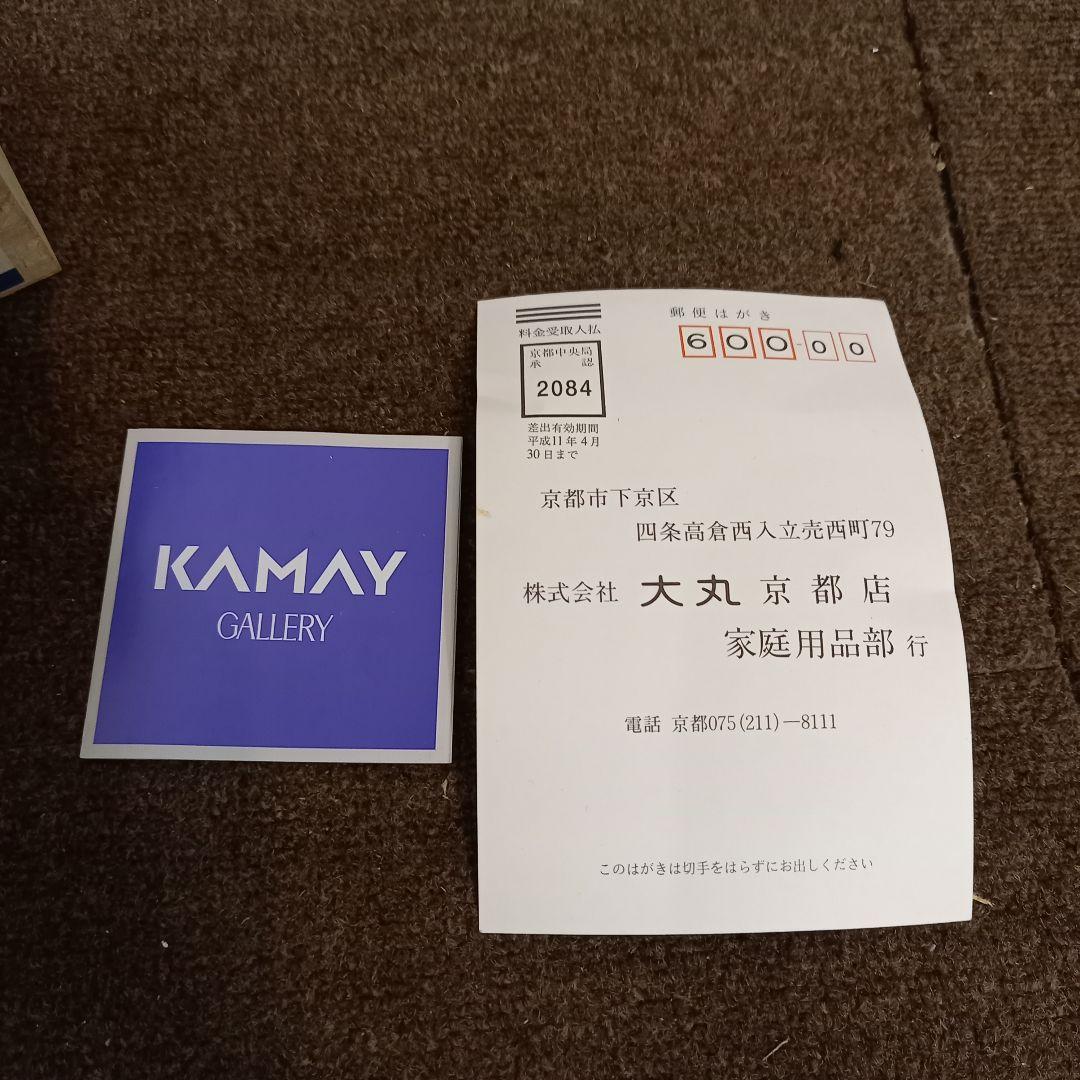 KAMAY
GALLERY
郵便はがき
料金受取人払
600-00
京都中央局
承認
2084
差出有効期間
平成11年4月
30日まで
京都市下京区
四条高倉西入立売西町79
株式会社 大丸京都店
家庭用品部 行
電話 京都075(211)―8111
このはがきは切手をはらずにお出しください